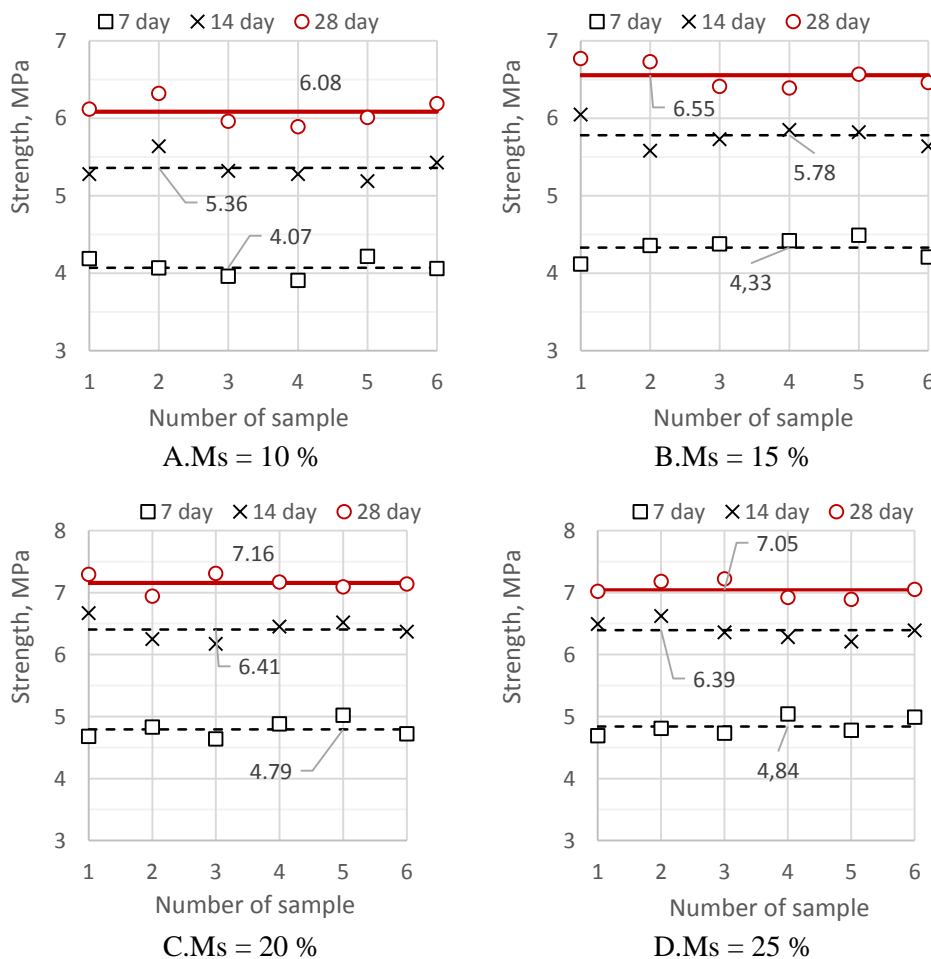 7 day 14 day 28 day
7
6
5
4
3
Strength, MPa
6.08
5.36
4.07
1 2 3 4 5 6
Number of sample
A.Ms = 10 %
7 day 14 day 28 day
7
6
5
4
3
Strength, MPa
6.55
5.78
4,33
1 2 3 4 5 6
Number of sample
B.Ms = 15 %
7 day 14 day 28 day
8
7
6
5
4
3
Strength, MPa
7.16
6.41
4.79
1 2 3 4 5 6
Number of sample
C.Ms = 20 %
7 day 14 day 28 day
8
7
6
5
4
3
Strength, MPa
7.05
6.39
4,84
1 2 3 4 5 6
Number of sample
D.Ms = 25 %